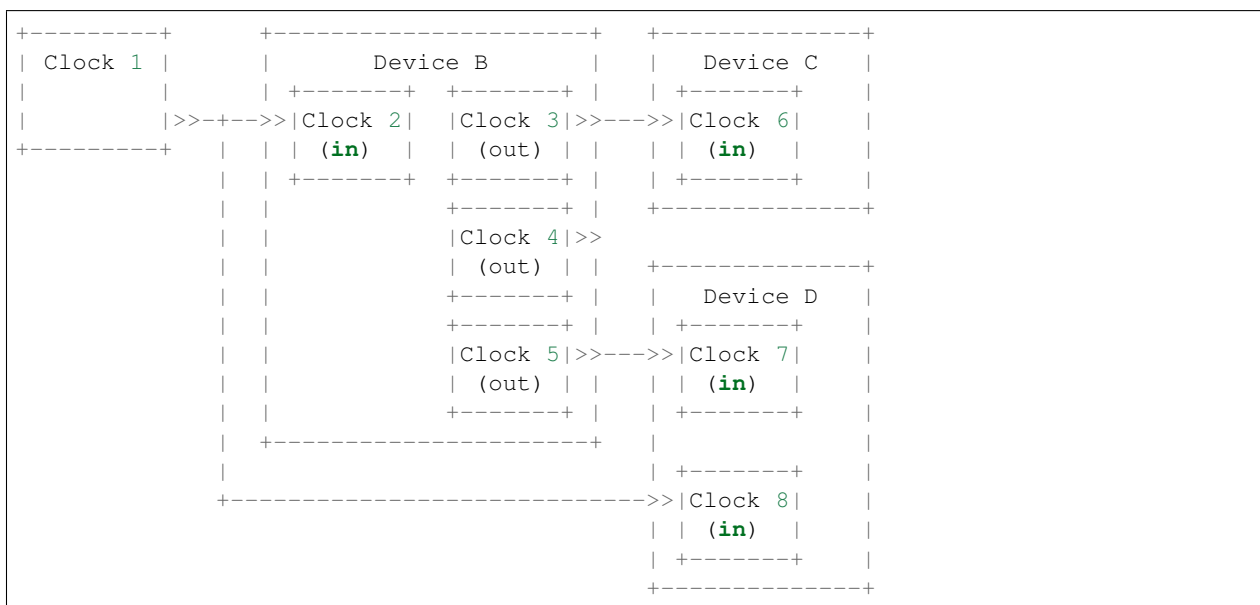 +---------+      +----------------------+   +--------------+
| Clock 1 |      |       Device B       |   |   Device C   |
|         |      | +-------+  +-------+ |   | +-------+    |
|         |>>-+-->>|Clock 2|  |Clock 3|>>--->>|Clock 6|    |
+---------+   |  | | (in)  |  | (out) | |   | | (in)  |    |
              |  | +-------+  +-------+ |   | +-------+    |
              |  |            +-------+ |   +--------------+
              |  |            |Clock 4|>>
              |  |            | (out) | |   +--------------+
              |  |            +-------+ |   |   Device D   |
              |  |            +-------+ |   | +-------+    |
              |  |            |Clock 5|>>--->>|Clock 7|    |
              |  |            | (out) | |   | | (in)  |    |
              |  |            +-------+ |   | +-------+    |
              |  +----------------------+   |              |
              |                             | +-------+    |
              +----------------------------->>|Clock 8|    |
                                            | | (in)  |    |
                                            | +-------+    |
                                            +--------------+